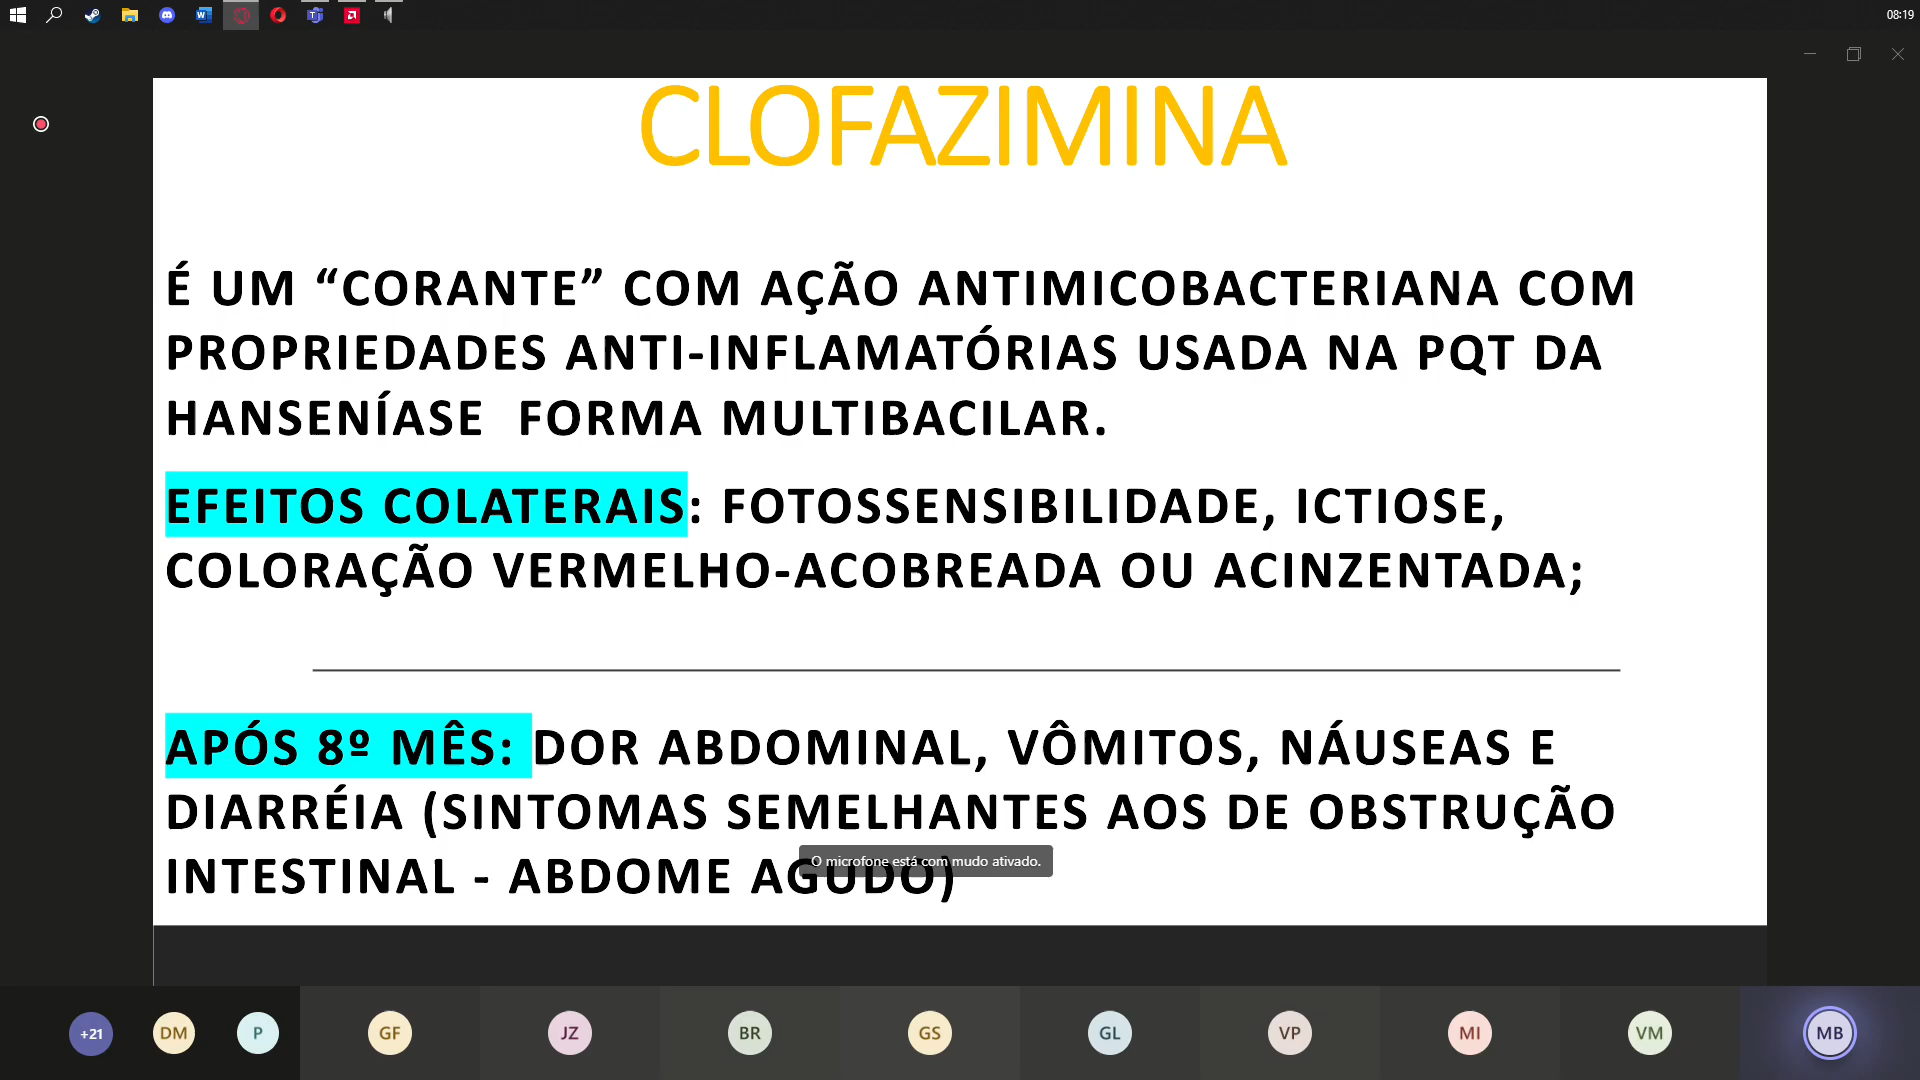 08:19
CLOFAZIMINA
É UM “CORANTE” COM AÇÃO ANTIMICOBACTERIANA COM
PROPRIEDADES ANTI-INFLAMATÓRIAS USADA NA PQT DA
HANSENÍASE FORMA MULTIBACILAR.
EFEITOS COLATERAIS: FOTOSSENSIBILIDADE, ICTIOSE,
COLORAÇÃO VERMELHO-ACOBREADA OU ACINZENTADA;
APÓS 8º MÊS: DOR ABDOMINAL, VÔMITOS, NÁUSEAS E
DIARRÉIA (SINTOMAS SEMELHANTES AOS DE OBSTRUÇÃO
INTESTINAL - ABDOME AGUDO)
O microfone está com mudo ativado.
+21 DM P GF JZ BR GS GL VP MI VM MB